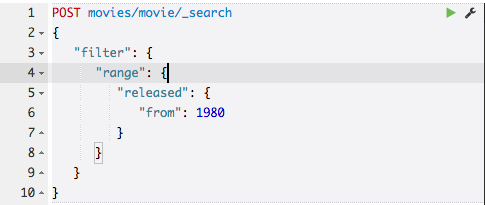 1 POST movies/movie/_search
2 {
3 "filter": {
4 "range": {
5 "released": {
6 "from": 1980
7 }
8 }
9 }
10 }